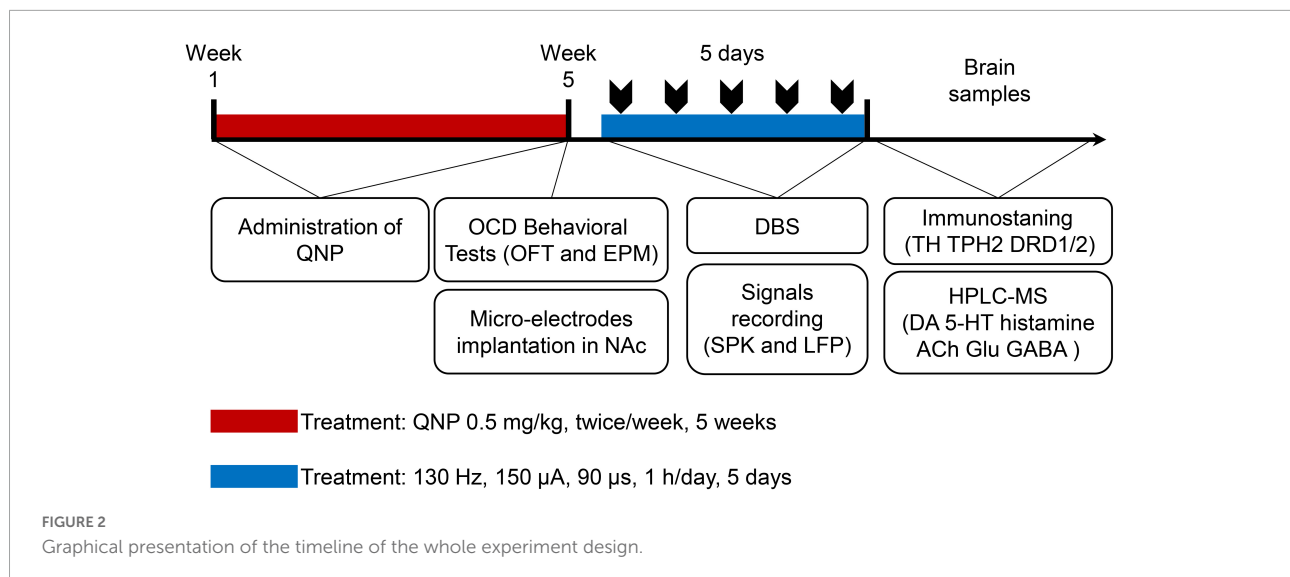 Week
1
Week
5
5 days
Brain
samples
Administration of
QNP
OCD Behavioral
Tests (OFT and EPM)
Micro-electrodes
implantation in NAc
DBS
Signals
recording
(SPK and LFP)
Immunostaning
(TH TPH2 DRD1/2)
HPLC-MS
(DA 5-HT histamine
ACh Glu GABA )
Treatment: QNP 0.5 mg/kg, twice/week, 5 weeks
Treatment: 130 Hz, 150 μA, 90 μs, 1 h/day, 5 days
FIGURE 2
Graphical presentation of the timeline of the whole experiment design.